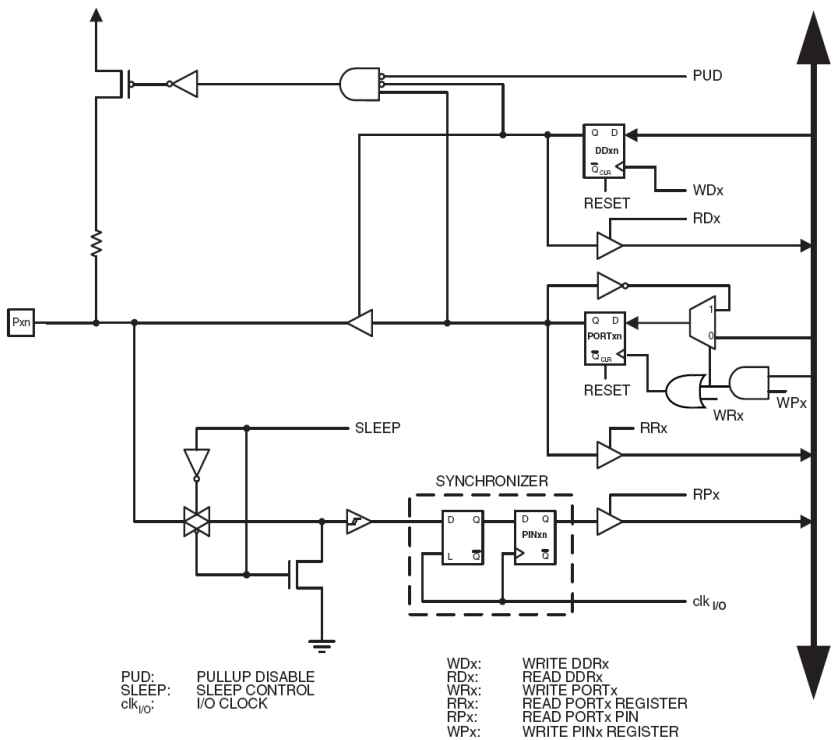 PUD
Q D
DDxn
Q CLR
WDx
RESET
RDx
1
Pxn
Q D
PORTxn
0
Q CLR
RESET
WPx
WRx
SLEEP
RRx
SYNCHRONIZER
RPx
D Q
D Q
PINxn
L Q
Q
clk I/O
PUD: PULLUP DISABLE
SLEEP: SLEEP CONTROL
clk I/O: I/O CLOCK
WDx: WRITE DDRx
RDx: READ DDRx
WRx: WRITE PORTx
RRx: READ PORTx REGISTER
RPx: READ PORTx PIN
WPx: WRITE PINx REGISTER